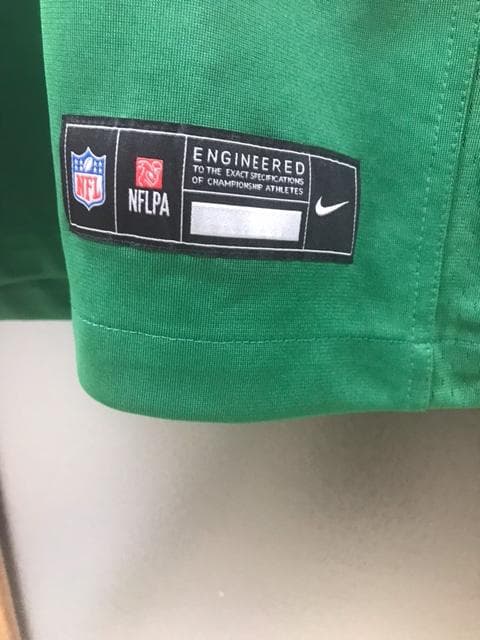 NFL
NFLPA
ENGINEERED
TO THE EXACT SPECIFICATIONS
OF CHAMPIONSHIP ATHLETES